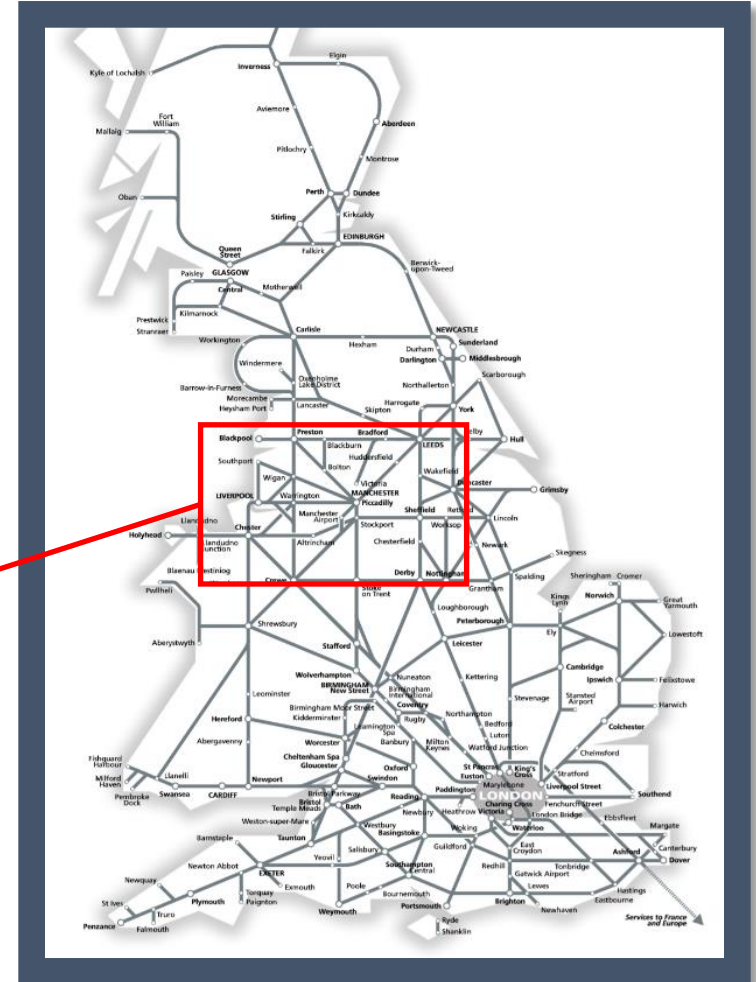 Elgin
Inverness
Kyle of Lochalsh
Aviemore
Fort
William
Mallaig
Aberdeen
Pitlochry
Montrose
Perth
Dundee
Oban
Stirling
Kirkcaldy
EDINBURGH
Queen
Street
Falkirk
Berwick-
upon-Tweed
Paisley
GLASGOW
Central
Motherwell
Prestwick
Kilmarnock
Stranraer
Carlisle
NEWCASTLE
Workington
Hexham
Sunderland
Durham
Darlington
Middlesbrough
Windermere
Scarborough
Oxenholme
Lake District
Barrow-in-Furness
Northallerton
Morecambe
Harrogate
Heysham Port
Lancaster
Skipton
York
Blackpool
Preston
Bradford
Selby
Blackburn
LEEDS
Hull
Southport
Huddersfield
Bolton
Wakefield
Wigan
Victoria
MANCHESTER
Doncaster
Grimsby
LIVERPOOL
Warrington
Piccadilly
Manchester
Airport
Sheffield
Retford
Llandudno
Stockport
Worksop
Lincoln
Holyhead
Chester
Llandudno
Junction
Altrincham
Chesterfield
Newark
Skegness
Blaenau Ffestiniog
Crewe
Stoke
on Trent
Derby
Nottingham
Grantham
Spalding
Sheringham
Cromer
Pwllheli
Loughborough
Kings
Lynn
Norwich
Great
Yarmouth
Shrewsbury
Peterborough
Aberystwyth
Stafford
Leicester
Ely
Lowestoft
Wolverhampton
BIRMINGHAM
New Street
Nuneaton
Kettering
Cambridge
Birmingham
International
Ipswich
Felixstowe
Leominster
Coventry
Stevenage
Stansted
Airport
Birmingham Moor Street
Kidderminster
Rugby
Northampton
Harwich
Hereford
Leamington
Spa
Bedford
Colchester
Abergavenny
Worcester
Banbury
Milton
Keynes
Luton
Watford Junction
Chelmsford
Fishguard
Harbour
Cheltenham Spa
Gloucester
Oxford
St Pancras
King's
Cross
Milford
Haven
Llanelli
Newport
Swindon
Euston
Stratford
Marylebone
Liverpool Street
Pembroke
Dock
Swansea
CARDIFF
Bristol Parkway
Reading
Paddington
LONDON
Southend
Bristol
Temple Meads
Bath
Newbury
Heathrow
Charing Cross
Fenchurch Street
Victoria
London Bridge
Ebbsfleet
Weston-super-Mare
Westbury
Basingstoke
Woking
Waterloo
Margate
Barnstaple
Taunton
Salisbury
Guildford
East
Croydon
Canterbury
Newton Abbot
Yeovil
Southampton
Central
Redhill
Tonbridge
Ashford
Dover
EXETER
Gatwick Airport
Newquay
Exmouth
Poole
Lewes
Hastings
St Ives
Torquay
Bournemouth
Eastbourne
Plymouth
Paignton
Portsmouth
Brighton
Newhaven
Truro
Weymouth
Penzance
Falmouth
Ryde
Shanklin
Services to France
and Europe